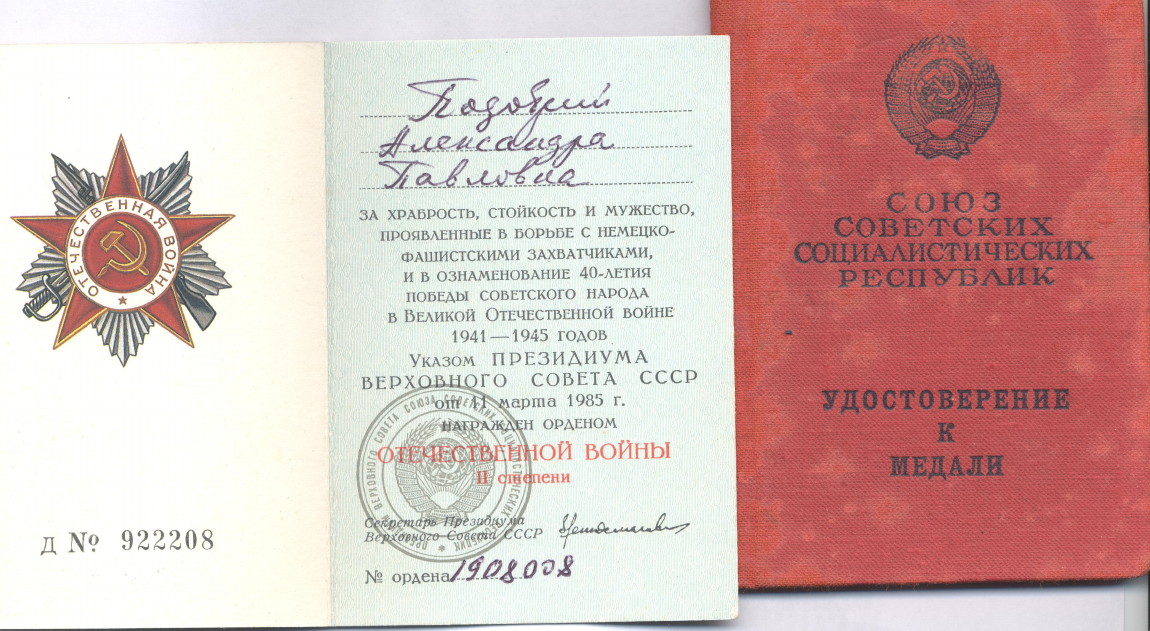 ОТЕЧЕСТВЕННАЯ ВОЙНА
Д № 922208
Подобрий
Александра
Павловна
ЗА ХРАБРОСТЬ, СТОЙКОСТЬ И МУЖЕСТВО,
ПРОЯВЛЕННЫЕ В БОРЬБЕ С НЕМЕЦКО-
ФАШИСТСКИМИ ЗАХВАТЧИКАМИ,
И В ОЗНАМЕНОВАНИЕ 40-ЛЕТИЯ
ПОБЕДЫ СОВЕТСКОГО НАРОДА
В ВЕЛИКОЙ ОТЕЧЕСТВЕННОЙ ВОЙНЕ
1941—1945 ГОДОВ
УКАЗОМ ПРЕЗИДИУМА
ВЕРХОВНОГО СОВЕТА СССР
от 11 марта 1985 г.
НАГРАЖДЕН ОРДЕНОМ
ОТЕЧЕСТВЕННОЙ ВОЙНЫ
II степени
Секретарь Президиума
Верховного Совета СССР
№ ордена 1908008
СОЮЗ
СОВЕТСКИХ
СОЦИАЛИСТИЧЕСКИХ
РЕСПУБЛИК
УДОСТОВЕРЕНИЕ
К
МЕДАЛИ